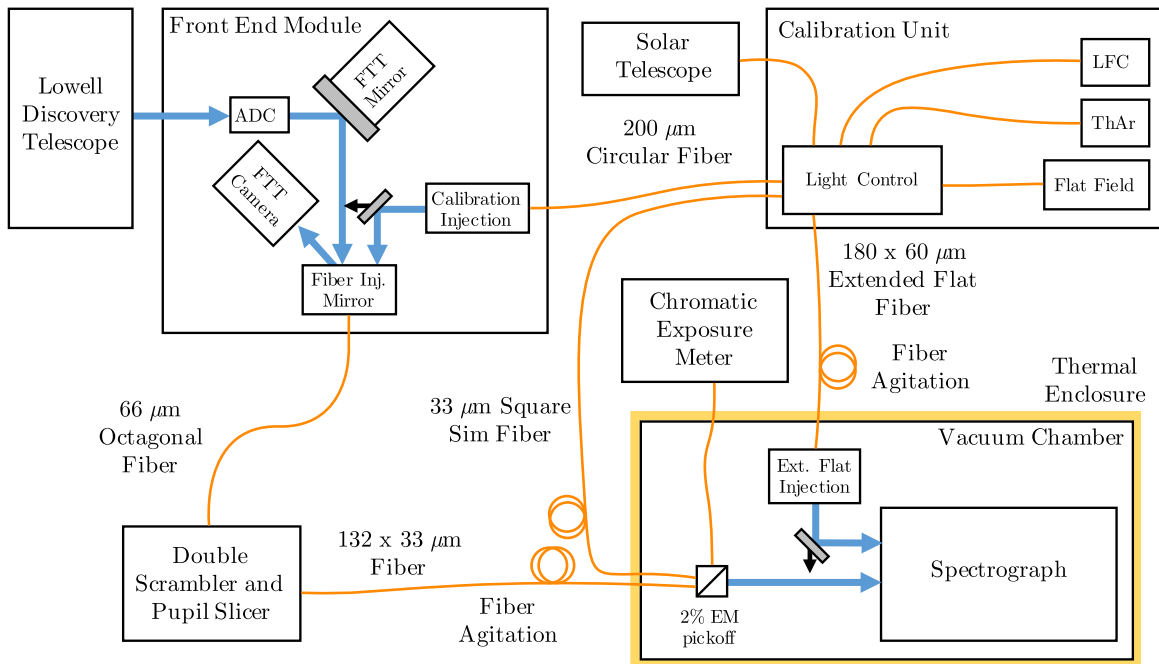 Lowell
Discovery
Telescope
Front End Module
ADC
FTT
Mirror
FTT
Camera
Calibration
Injection
Fiber Inj.
Mirror
Solar
Telescope
200 μm
Circular Fiber
Calibration Unit
LFC
ThAr
Flat Field
Light Control
180 x 60 μm
Extended Flat
Fiber
Chromatic
Exposure
Meter
Fiber
Agitation
Thermal
Enclosure
66 μm
Octagonal
Fiber
33 μm Square
Sim Fiber
Vacuum Chamber
Ext. Flat
Injection
Spectrograph
Double
Scrambler and
Pupil Slicer
132 x 33 μm
Fiber
Fiber
Agitation
2% EM
pickoff